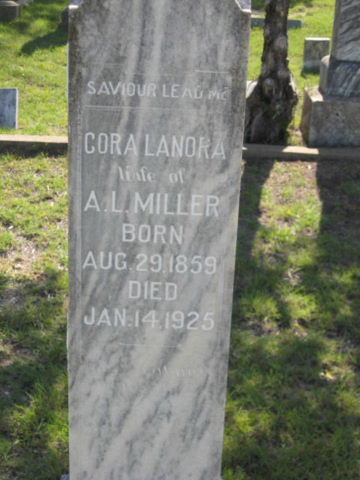 SAVIOUR LEAD ME
CORA LANORA
Wife of
A.L. MILLER
BORN
AUG. 29, 1859
DIED
JAN. 14, 1925